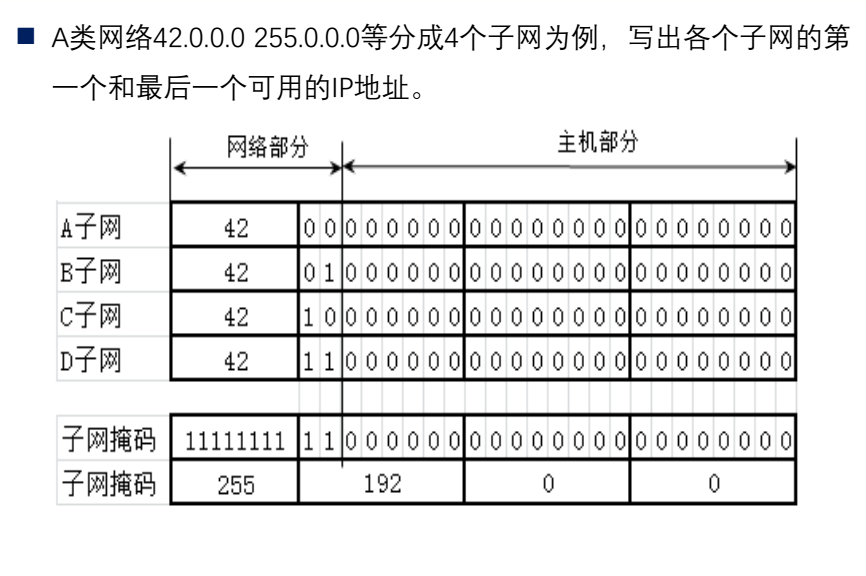 ■ A类网络42.0.0.0 255.0.0.0等分成4个子网为例，写出各个子网的第
一个和最后一个可用的IP地址。
网络部分 主机部分
A子网 42 0 0 0 0 0 0 0 0 0 0 0 0 0 0 0 0 0 0 0 0 0 0 0 0
B子网 42 0 1 0 0 0 0 0 0 0 0 0 0 0 0 0 0 0 0 0 0 0 0 0 0
C子网 42 1 0 0 0 0 0 0 0 0 0 0 0 0 0 0 0 0 0 0 0 0 0 0 0
D子网 42 1 1 0 0 0 0 0 0 0 0 0 0 0 0 0 0 0 0 0 0 0 0 0 0
子网掩码 11111111 1 1 0 0 0 0 0 0 0 0 0 0 0 0 0 0 0 0 0 0 0 0 0 0
子网掩码 255 192 0 0